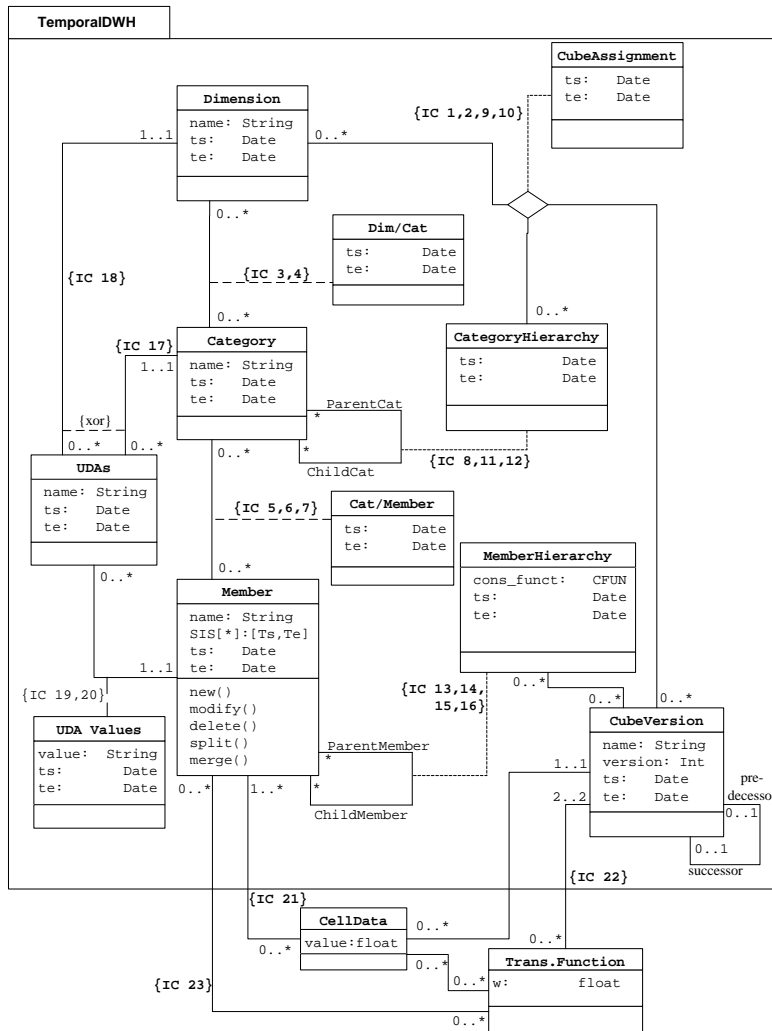 TemporalDWH
CubeAssignment
ts: Date
te: Date
{IC 1,2,9,10}
Dimension
name: String
ts: Date
te: Date
1..1
0..*
0..*
Dim/Cat
ts: Date
te: Date
{IC 3,4}
{IC 18}
0..*
0..*
{IC 17}
1..1
Category
name: String
ts: Date
te: Date
CategoryHierarchy
ts: Date
te: Date
ParentCat
*
*
ChildCat
{IC 8,11,12}
{xor}
0..*
0..*
0..*
UDAs
name: String
ts: Date
te: Date
{IC 5,6,7}
Cat/Member
ts: Date
te: Date
MemberHierarchy
cons_funct: CFUN
ts: Date
te: Date
0..*
0..*
Member
name: String
SIS[*]:[Ts,Te]
ts: Date
te: Date
new()
modify()
delete()
split()
merge()
1..1
{IC 19,20}
{IC 13,14,
15,16}
0..*
0..*
0..*
UDA Values
value: String
ts: Date
te: Date
CubeVersion
name: String
version: Int
ts: Date
te: Date
ParentMember
*
*
ChildMember
1..1
2..2
pre-
decesso
0..1
0..1
successor
0..*
1..*
{IC 22}
{IC 21}
CellData
value:float
0..*
0..*
0..*
0..*
0..*
Trans.Function
w: float
{IC 23}
0..*